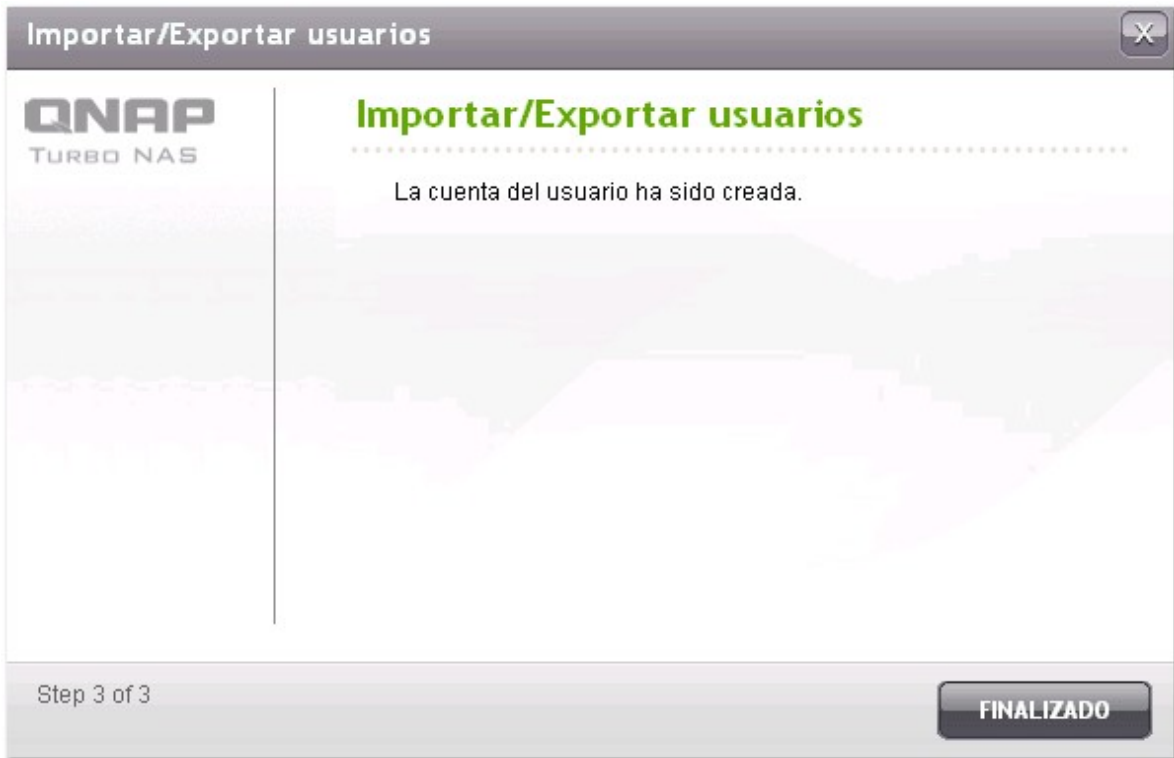 Importar/Exportar usuarios
X
QNAP
TURBO NAS
Importar/Exportar usuarios
La cuenta del usuario ha sido creada.
Step 3 of 3
FINALIZADO